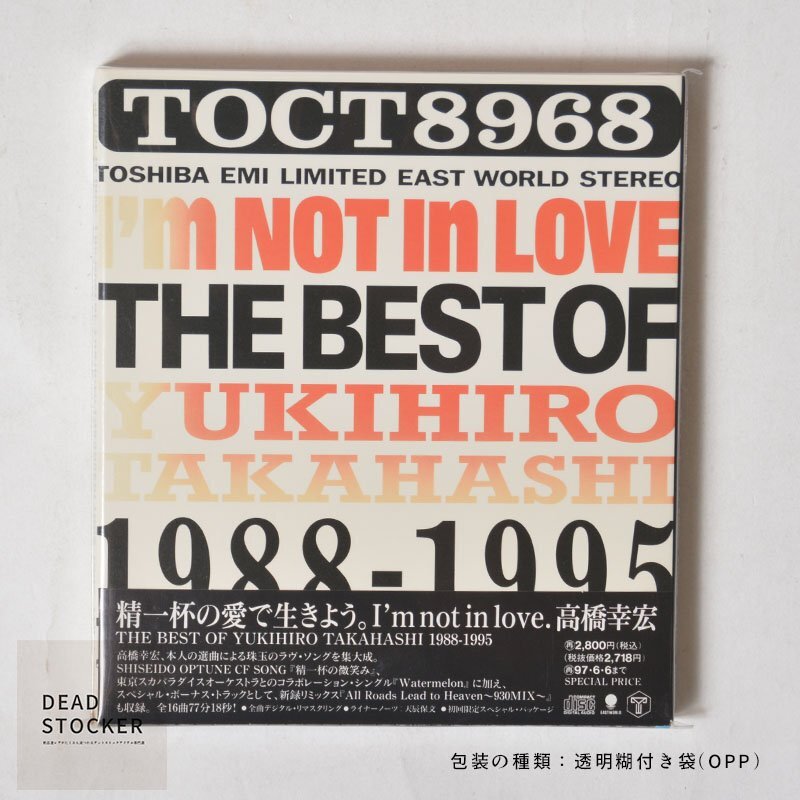 TOCT8968
TOSHIBA EMI LIMITED EAST WORLD STEREO
I'm NOT In LOVE
THE BEST OF
YUKIHIRO
TAKAHASHI
1988-1995
精一杯の愛で生きよう。I'm not in love. 高橋幸宏
THE BEST OF YUKIHIRO TAKAHASHI 1988-1995
高橋幸宏、本人の選曲による珠玉のラヴ・ソングを集大成。
SHISEIDO OPTUNE CF SONG『精一杯の微笑み』、
東京スカパラダイスオーケストラとのコラボレーション・シングル『Watermelon』に加え、
スペシャル・ボーナス・トラックとして、新録リミックス『All Roads Lead to Heaven〜930MIX〜』
も収録。全16曲77分18秒! ●全曲デジタル・リマスタリング ●ライナーノーツ:天辰保文 ●初回限定スペシャル・パッケージ
再2,800円(税込)
(税抜価格2,718円)
再97・6・6まで
SPECIAL PRICE
COMPACT
disc
DIGITAL AUDIO
EASTWORLD
T
DEAD
STOCKER
包装の種類：透明糊付き袋(OPP)